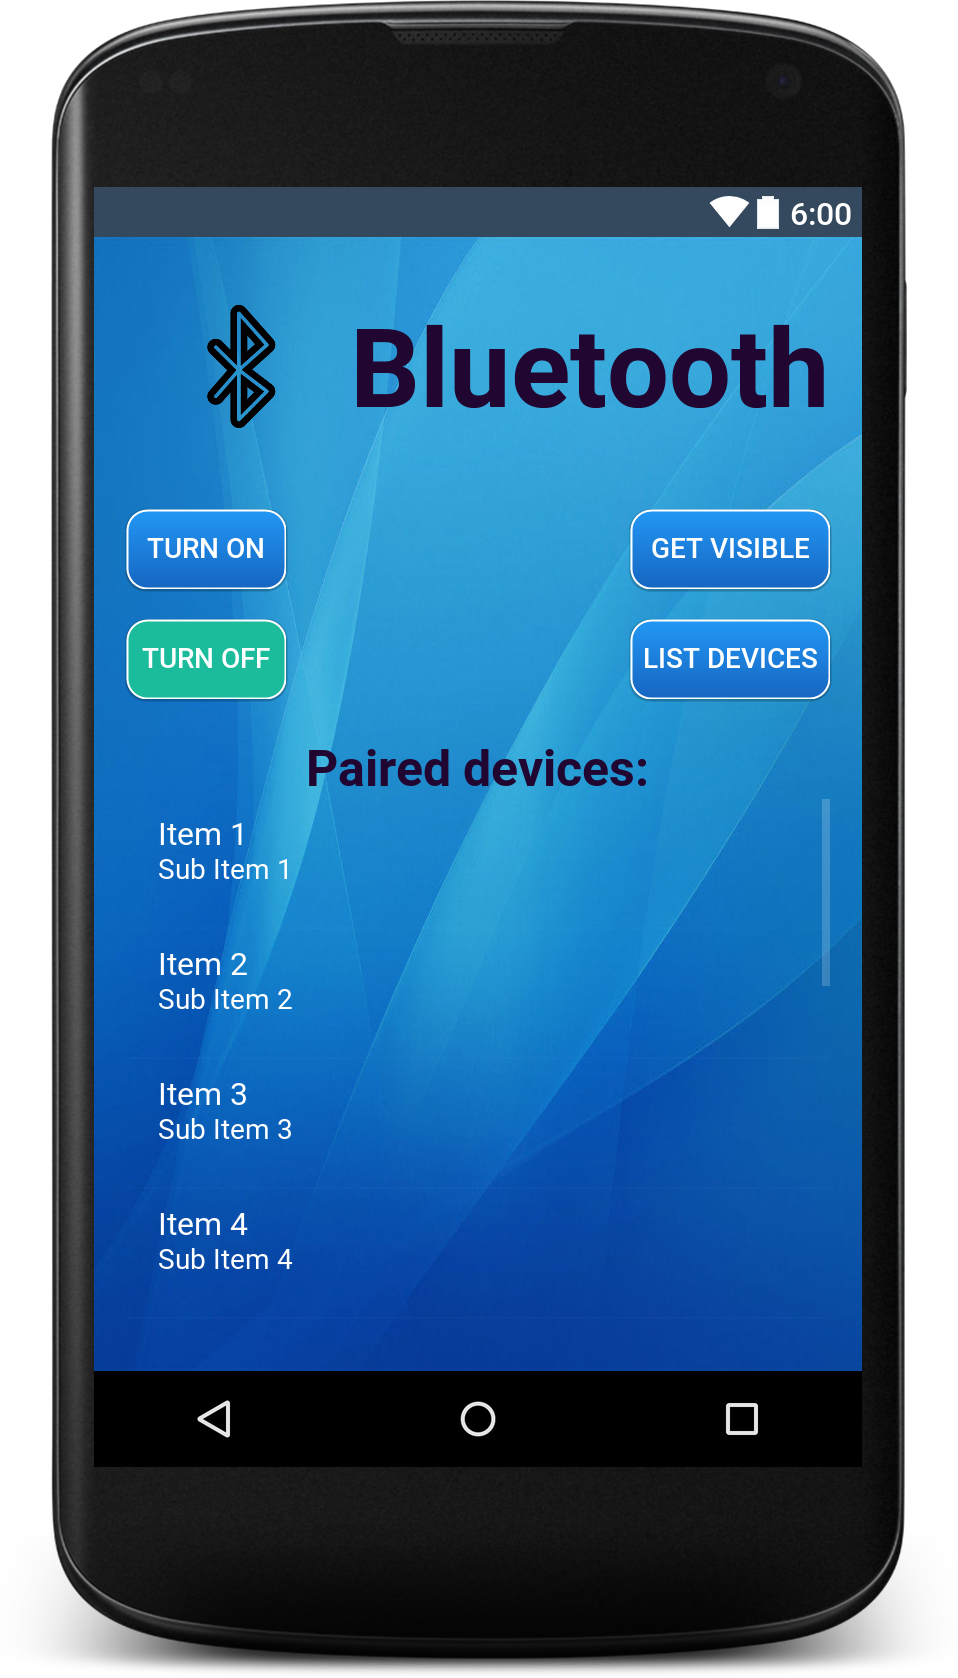 6:00
Bluetooth
TURN ON
GET VISIBLE
TURN OFF
LIST DEVICES
Paired devices:
Item 1
Sub Item 1
Item 2
Sub Item 2
Item 3
Sub Item 3
Item 4
Sub Item 4